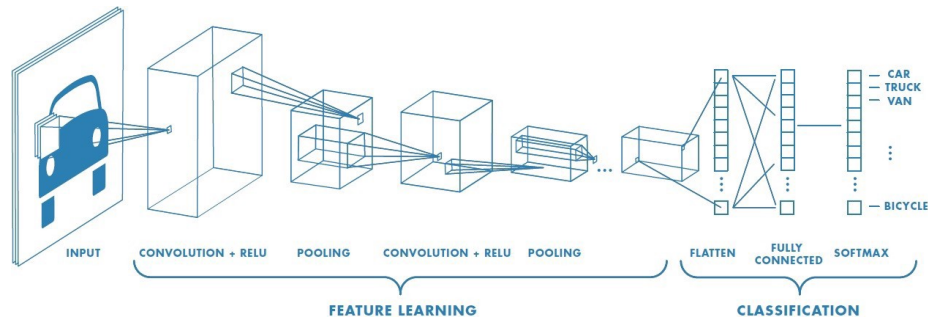 CAR
TRUCK
VAN
BICYCLE
INPUT
CONVOLUTION + RELU
POOLING
CONVOLUTION + RELU
POOLING
FLATTEN
FULLY
CONNECTED
SOFTMAX
FEATURE LEARNING
CLASSIFICATION